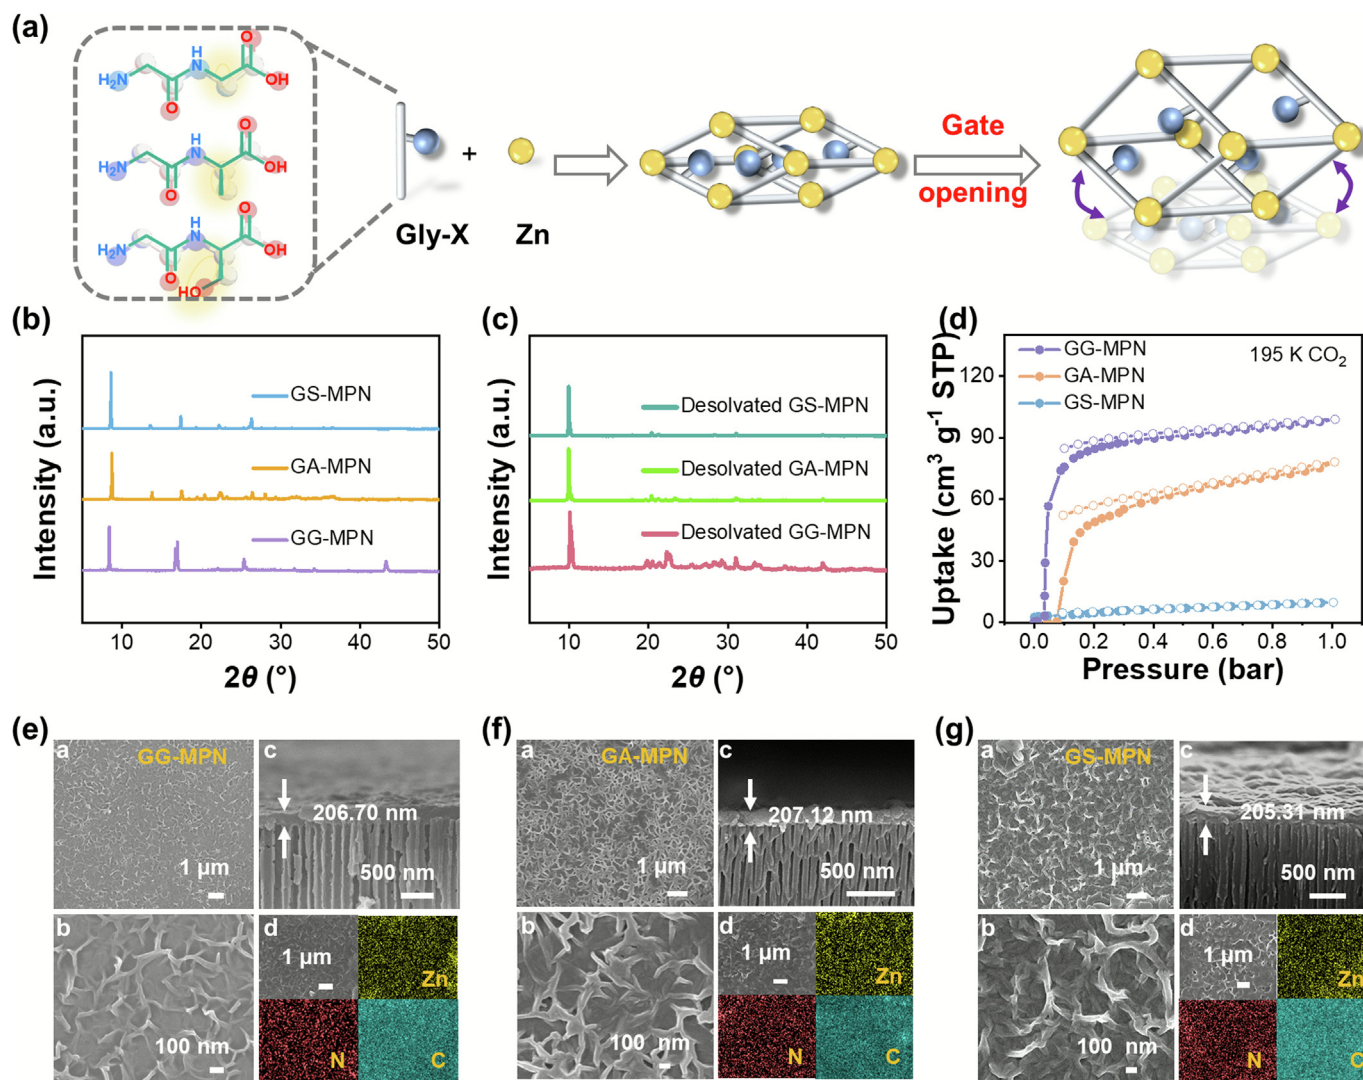 (a)
O
H
N
H₂N
OH
O
O
H
N
H₂N
OH
O
O
H
N
H₂N
OH
O
HO
Gly-X
+
Zn
Gate
opening
(b)
Intensity (a.u.)
GS-MPN
GA-MPN
GG-MPN
10 20 30 40 50
2θ (°)
(c)
Intensity (a.u.)
Desolvated GS-MPN
Desolvated GA-MPN
Desolvated GG-MPN
10 20 30 40 50
2θ (°)
(d)
Uptake (cm³ g⁻¹ STP)
GG-MPN
GA-MPN
GS-MPN
195 K CO₂
120
90
60
30
0
0.0 0.2 0.4 0.6 0.8 1.0
Pressure (bar)
(e)
a
GG-MPN
1 μm
c
206.70 nm
500 nm
b
100 nm
d
1 μm
Zn
N
C
(f)
a
GA-MPN
1 μm
c
207.12 nm
500 nm
b
100 nm
d
1 μm
Zn
N
C
(g)
a
GS-MPN
1 μm
c
205.31 nm
500 nm
b
100 nm
d
1 μm
Zn
N
C